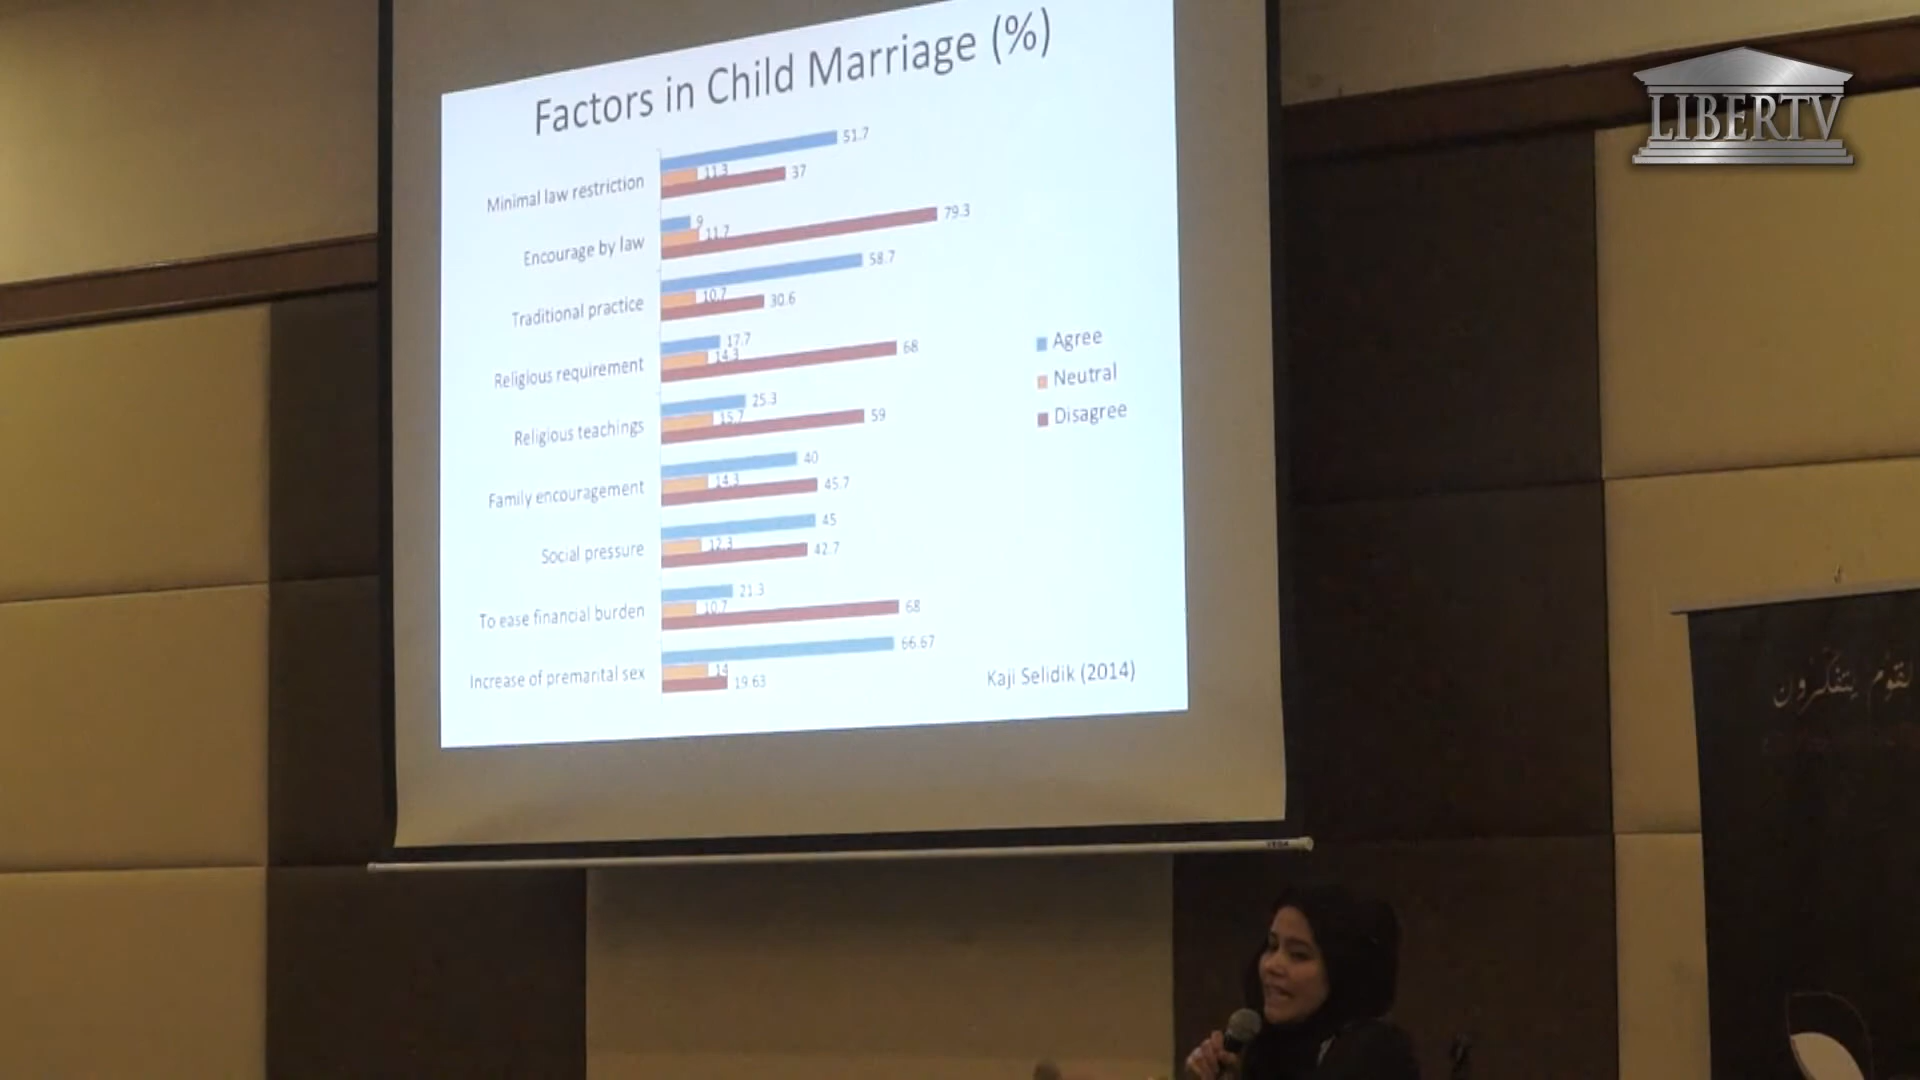 Factors in Child Marriage (%)
LIBERTV
Minimal law restriction
51.7
11.3
37
Encourage by law
9
11.7
79.3
Traditional practice
58.7
10.7
30.6
Religious requirement
17.7
14.3
68
Religious teachings
25.3
15.7
59
Family encouragement
40
14.3
45.7
Social pressure
45
12.3
42.7
To ease financial burden
21.3
10.7
68
Increase of premarital sex
66.67
14
19.63
Agree
Neutral
Disagree
Kaji Selidik (2014)
لقوم يتفكرون